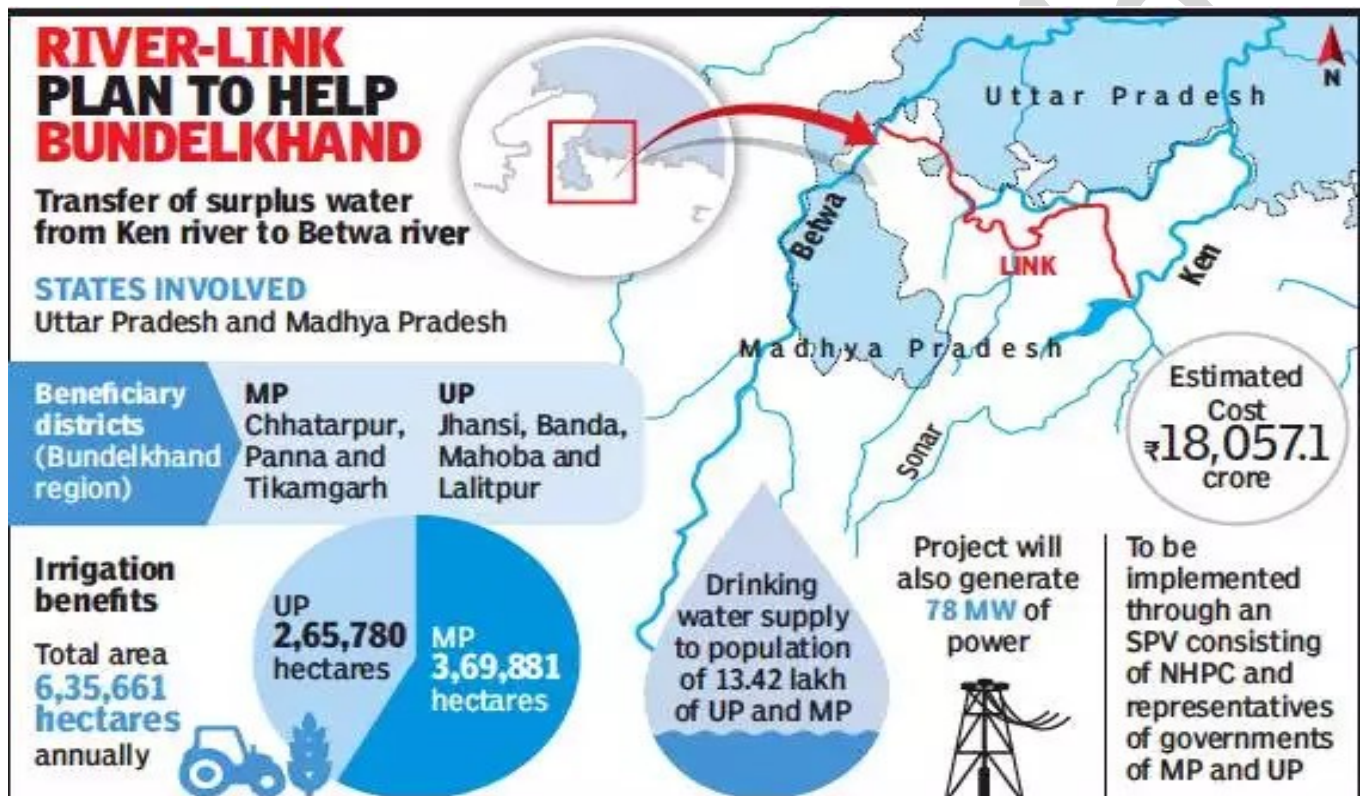 RIVER-LINK
PLAN TO HELP
BUNDELKHAND
Transfer of surplus water
from Ken river to Betwa river
STATES INVOLVED
Uttar Pradesh and Madhya Pradesh
Beneficiary
districts
(Bundelkhand
region)
MP
Chhatarpur,
Panna and
Tikamgarh
UP
Jhansi, Banda,
Mahoba and
Lalitpur
N
Uttar Pradesh
Betwa
LINK
Ken
Madhya Pradesh
Sonar
Estimated
Cost
₹18,057.1
crore
Irrigation
benefits
Total area
6,35,661
hectares
annually
UP
2,65,780
hectares
MP
3,69,881
hectares
Drinking
water supply
to population
of 13.42 lakh
of UP and MP
Project will
also generate
78 MW of
power
To be
implemented
through an
SPV consisting
of NHPC and
representatives
of governments
of MP and UP